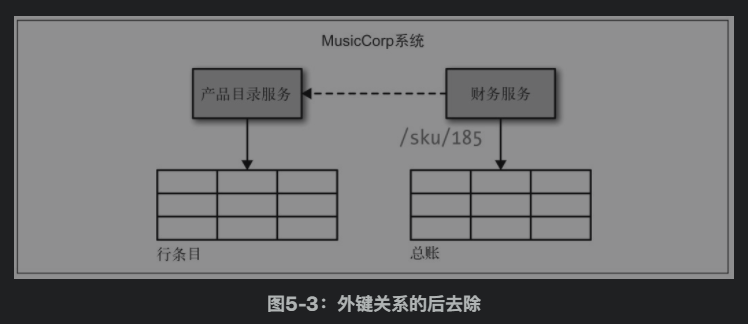 MusicCorp系统
产品目录服务
财务服务
/sku/185
行条目
总账
图5-3：外键关系的后去除